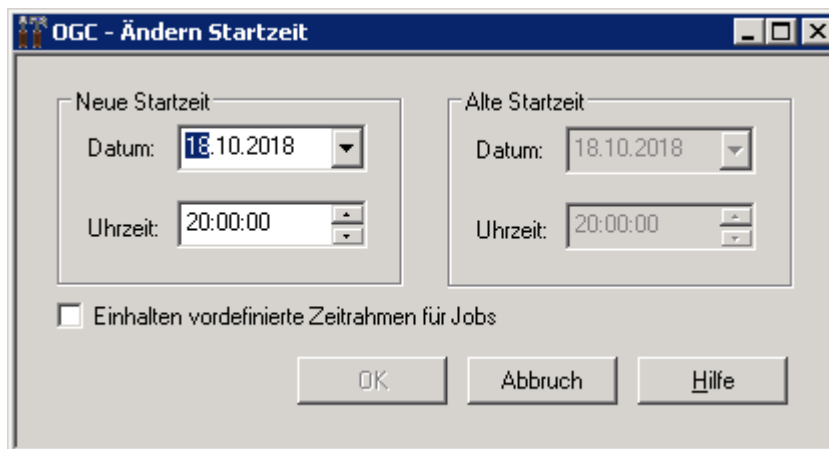 OGC - Ändern Startzeit
Neue Startzeit
Datum: 18.10.2018
Uhrzeit: 20:00:00
Alte Startzeit
Datum: 18.10.2018
Uhrzeit: 20:00:00
Einhalten vordefinierte Zeitrahmen für Jobs
OK Abbruch Hilfe